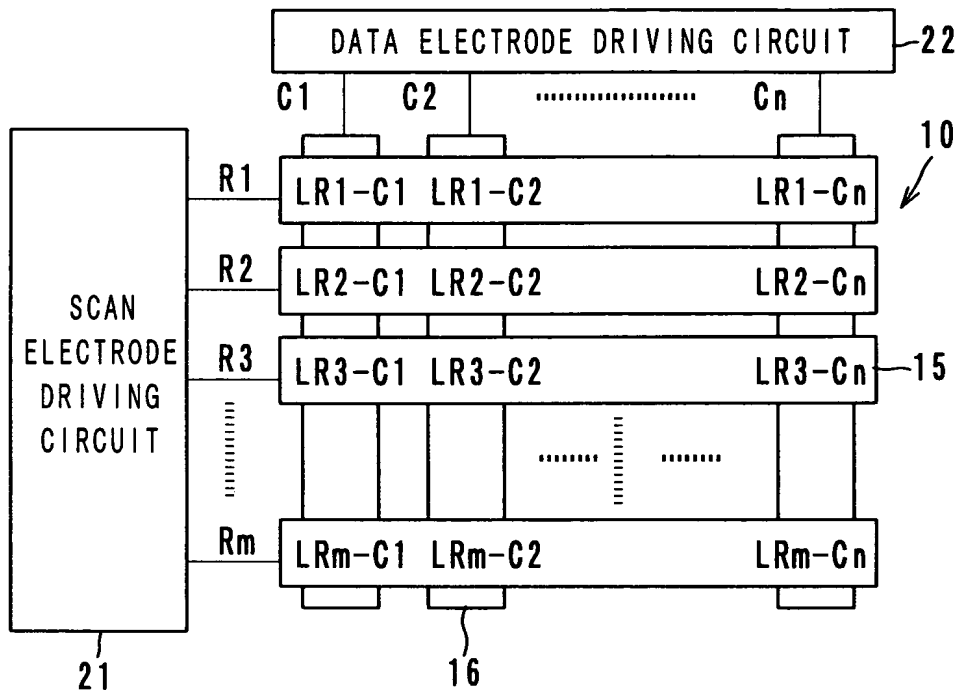 DATA ELECTRODE DRIVING CIRCUIT
22
C1 C2 Cn
10
R1
LR1-C1 LR1-C2 LR1-Cn
R2
LR2-C1 LR2-C2 LR2-Cn
SCAN
ELECTRODE
DRIVING
CIRCUIT
R3
LR3-C1 LR3-C2 LR3-Cn
15
Rm
LRm-C1 LRm-C2 LRm-Cn
21
16